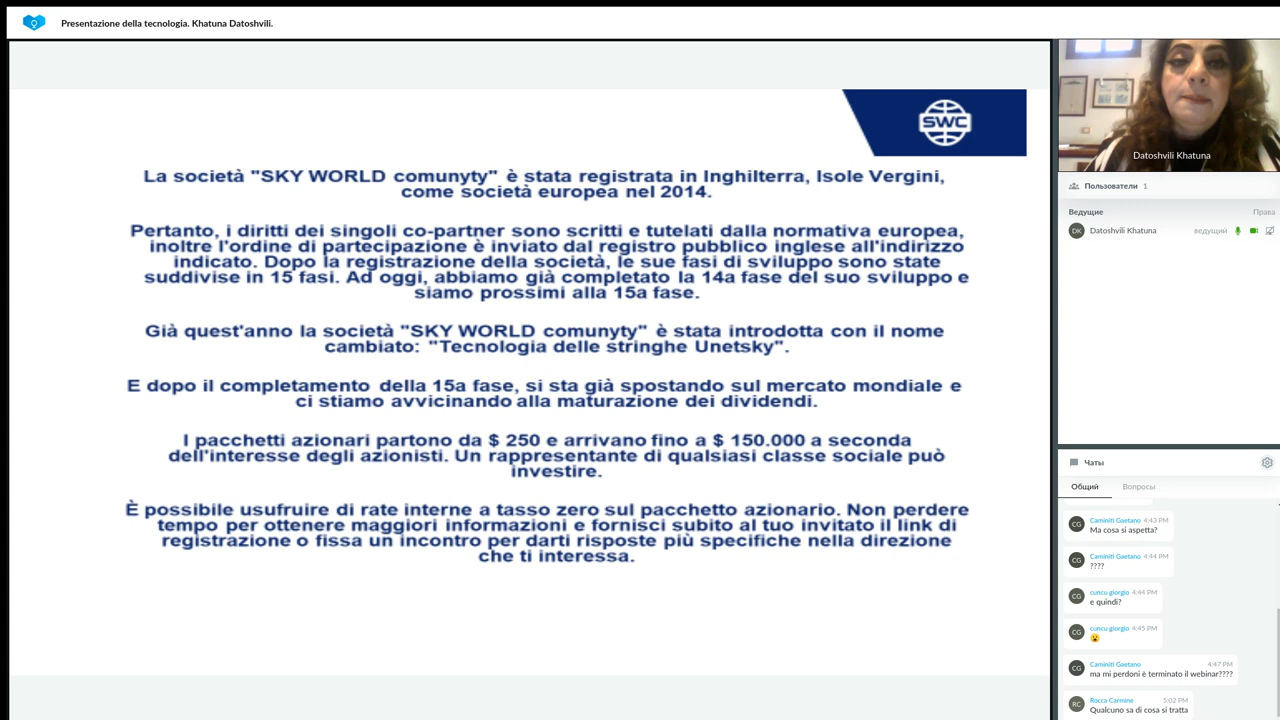 Presentazione della tecnologia. Khatuna Datoshvili.
SWC
La società "SKY WORLD comunyty" è stata registrata in Inghilterra, Isole Vergini,
come società europea nel 2014.
Pertanto, i diritti dei singoli co-partner sono scritti e tutelati dalla normativa europea,
inoltre l'ordine di partecipazione è inviato dal registro pubblico inglese all'indirizzo
indicato. Dopo la registrazione della società, le sue fasi di sviluppo sono state
suddivise in 15 fasi. Ad oggi, abbiamo già completato la 14a fase del suo sviluppo e
siamo prossimi alla 15a fase.
Già quest'anno la società "SKY WORLD comunyty" è stata introdotta con il nome
cambiato: "Tecnologia delle stringhe Unetsky".
E dopo il completamento della 15a fase, si sta già spostando sul mercato mondiale e
ci stiamo avvicinando alla maturazione dei dividendi.
I pacchetti azionari partono da $ 250 e arrivano fino a $ 150.000 a seconda
dell'interesse degli azionisti. Un rappresentante di qualsiasi classe sociale può
investire.
È possibile usufruire di rate interne a tasso zero sul pacchetto azionario. Non perdere
tempo per ottenere maggiori informazioni e fornisci subito al tuo invitato il link di
registrazione o fissa un incontro per darti risposte più specifiche nella direzione
che ti interessa.
Datoshvili Khatuna
Пользователи 1
Ведущие Права
DK Datoshvili Khatuna ведущий
Чаты
Общий Вопросы
CG Caminiti Gaetano 4:43 PM
Ma cosa si aspetta?
CG Caminiti Gaetano 4:44 PM
????
CG cuncu giorgio 4:44 PM
e quindi?
CG cuncu giorgio 4:45 PM
😮
CG Caminiti Gaetano 4:47 PM
ma mi perdoni è terminato il webinar????
RC Rocca Carmine 5:02 PM
Qualcuno sa di cosa si tratta